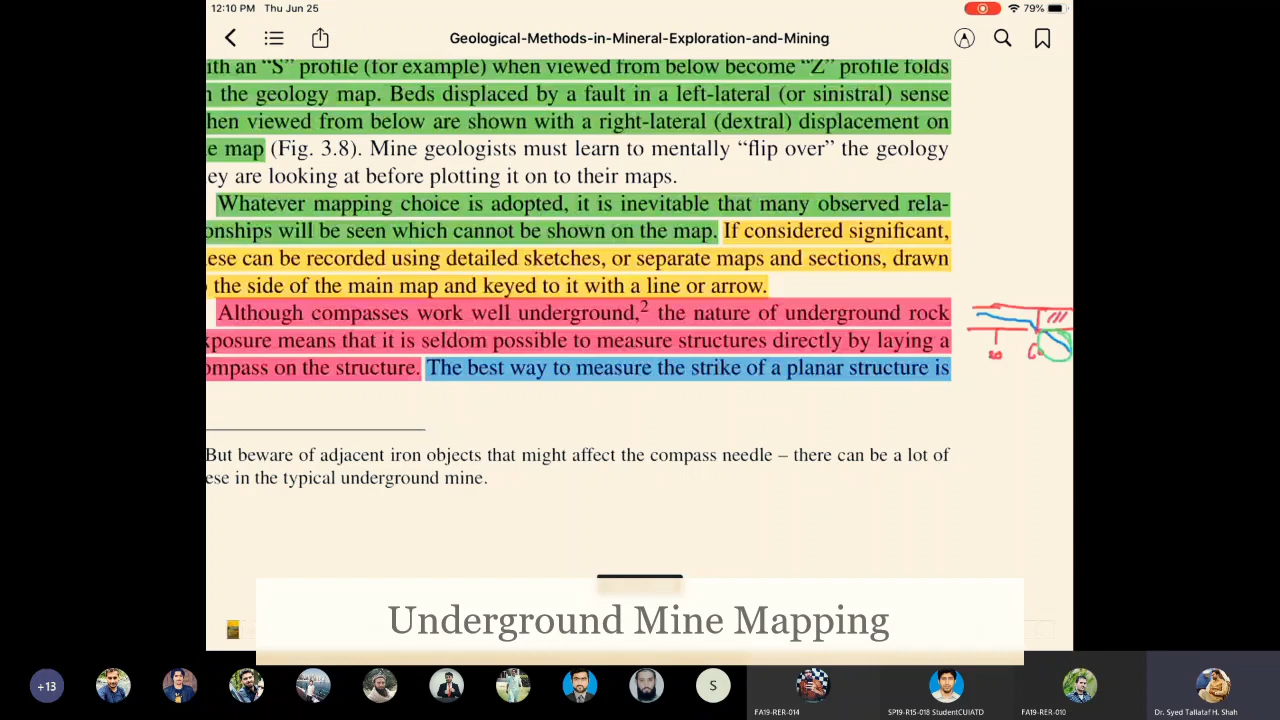 12:10 PM Thu Jun 25
79%
Geological-Methods-in-Mineral-Exploration-and-Mining
ith an “S” profile (for example) when viewed from below become “Z” profile folds
n the geology map. Beds displaced by a fault in a left-lateral (or sinistral) sense
hen viewed from below are shown with a right-lateral (dextral) displacement on
e map (Fig. 3.8). Mine geologists must learn to mentally “flip over” the geology
ey are looking at before plotting it on to their maps.
Whatever mapping choice is adopted, it is inevitable that many observed rela-
onships will be seen which cannot be shown on the map. If considered significant,
ese can be recorded using detailed sketches, or separate maps and sections, drawn
the side of the main map and keyed to it with a line or arrow.
Although compasses work well underground,2 the nature of underground rock
xposure means that it is seldom possible to measure structures directly by laying a
ompass on the structure. The best way to measure the strike of a planar structure is
But beware of adjacent iron objects that might affect the compass needle – there can be a lot of
ese in the typical underground mine.
Underground Mine Mapping
+13
S
FA19-RER-014
SP19-R15-018 StudentCUIATD
FA19-RER-010
Dr. Syed Tallataf H. Shah